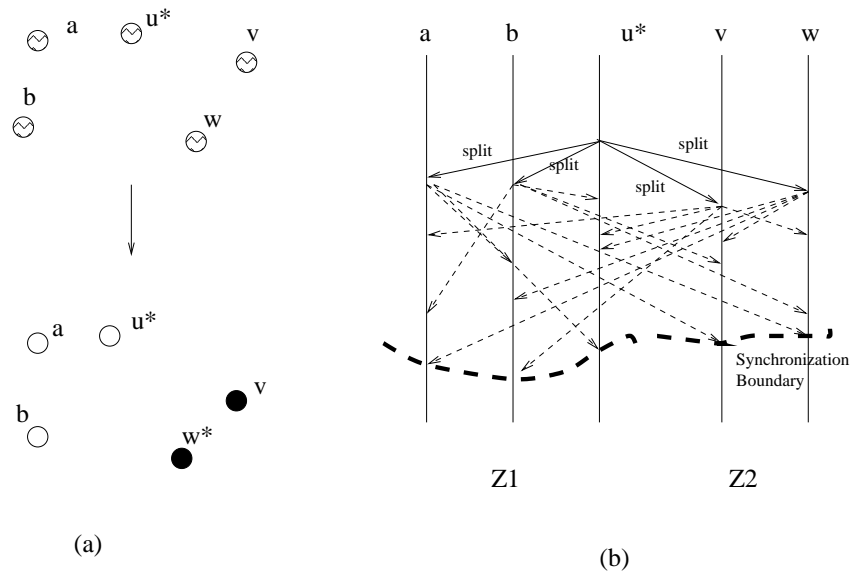 a
u*
v
b
w
a
u*
b
v
w*
(a)
a b u* v w
split
split
split
split
Synchronization
Boundary
Z1 Z2
(b)